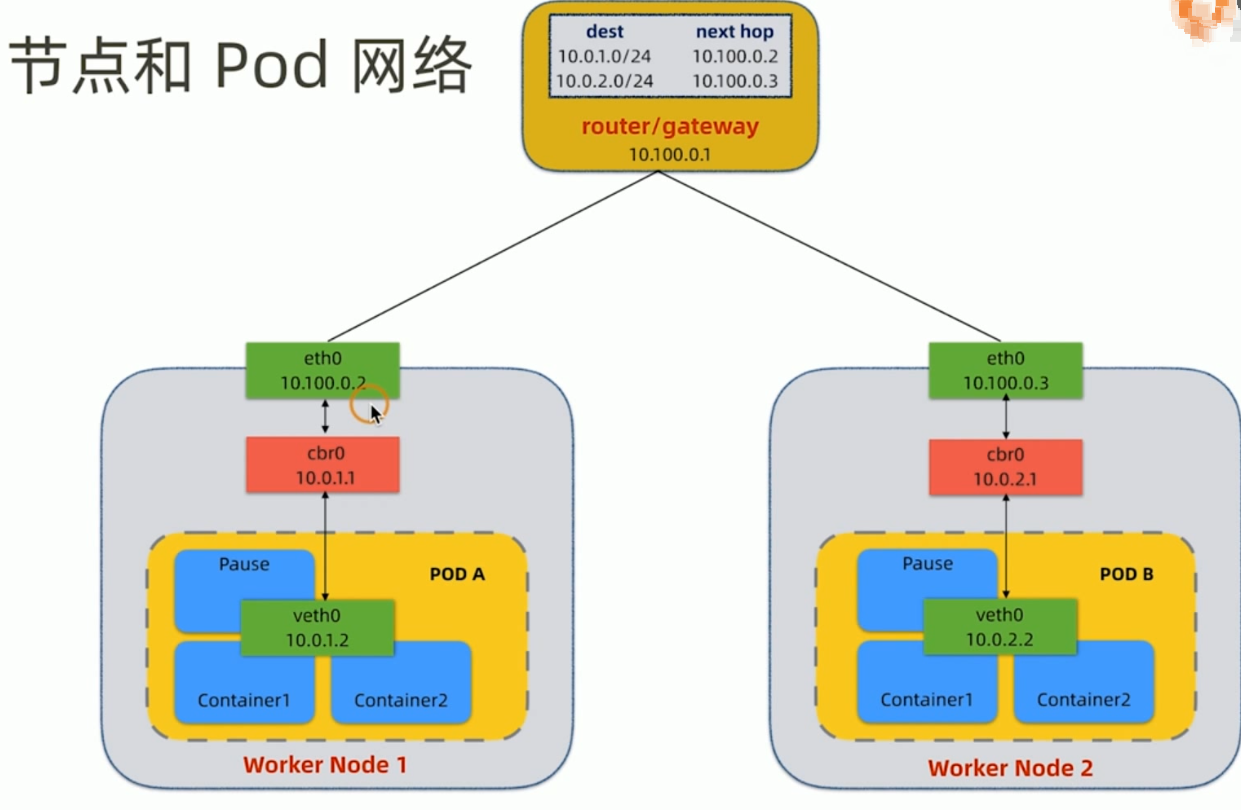 节点和 Pod 网络
dest next hop
10.0.1.0/24 10.100.0.2
10.0.2.0/24 10.100.0.3
router/gateway
10.100.0.1
eth0
10.100.0.2
cbr0
10.0.1.1
Pause
POD A
veth0
10.0.1.2
Container1
Container2
Worker Node 1
eth0
10.100.0.3
cbr0
10.0.2.1
Pause
POD B
veth0
10.0.2.2
Container1
Container2
Worker Node 2